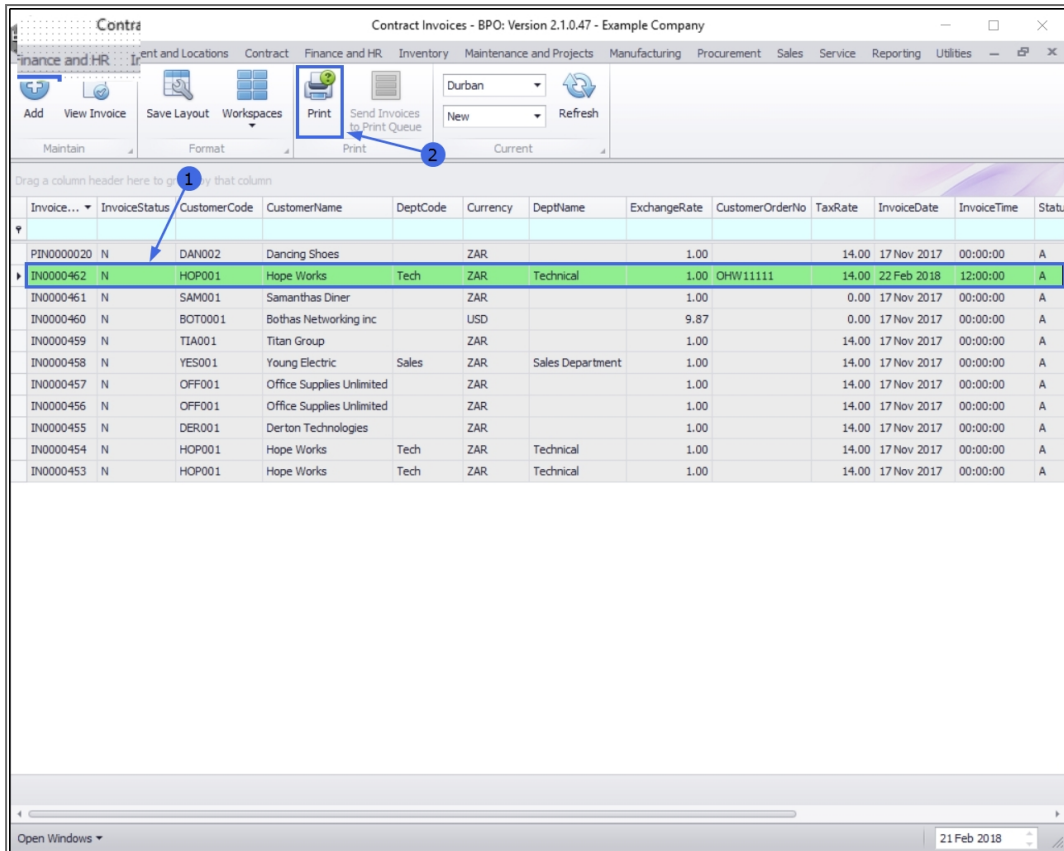 Contra
Contract Invoices - BPO: Version 2.1.0.47 - Example Company
Finance and HR
ent and Locations Contract Finance and HR Inventory Maintenance and Projects Manufacturing Procurement Sales Service Reporting Utilities
Add View Invoice Save Layout Workspaces Print Send Invoices to Print Queue Durban New Refresh
Maintain Format Print Current
2
1
Drag a column header here to gr by that column
Invoice... InvoiceStatus CustomerCode CustomerName DeptCode Currency DeptName ExchangeRate CustomerOrderNo TaxRate InvoiceDate InvoiceTime Statu
PIN0000020 N DAN002 Dancing Shoes ZAR 1.00 14.00 17 Nov 2017 00:00:00 A
IN0000462 N HOP001 Hope Works Tech ZAR Technical 1.00 OHW11111 14.00 22 Feb 2018 12:00:00 A
IN0000461 N SAM001 Samanthas Diner ZAR 1.00 0.00 17 Nov 2017 00:00:00 A
IN0000460 N BOT0001 Bothas Networking inc USD 9.87 0.00 17 Nov 2017 00:00:00 A
IN0000459 N TIA001 Titan Group ZAR 1.00 14.00 17 Nov 2017 00:00:00 A
IN0000458 N YES001 Young Electric Sales ZAR Sales Department 1.00 14.00 17 Nov 2017 00:00:00 A
IN0000457 N OFF001 Office Supplies Unlimited ZAR 1.00 14.00 17 Nov 2017 00:00:00 A
IN0000456 N OFF001 Office Supplies Unlimited ZAR 1.00 14.00 17 Nov 2017 00:00:00 A
IN0000455 N DER001 Derton Technologies ZAR 1.00 14.00 17 Nov 2017 00:00:00 A
IN0000454 N HOP001 Hope Works Tech ZAR Technical 1.00 14.00 17 Nov 2017 00:00:00 A
IN0000453 N HOP001 Hope Works Tech ZAR Technical 1.00 14.00 17 Nov 2017 00:00:00 A
Open Windows 21 Feb 2018